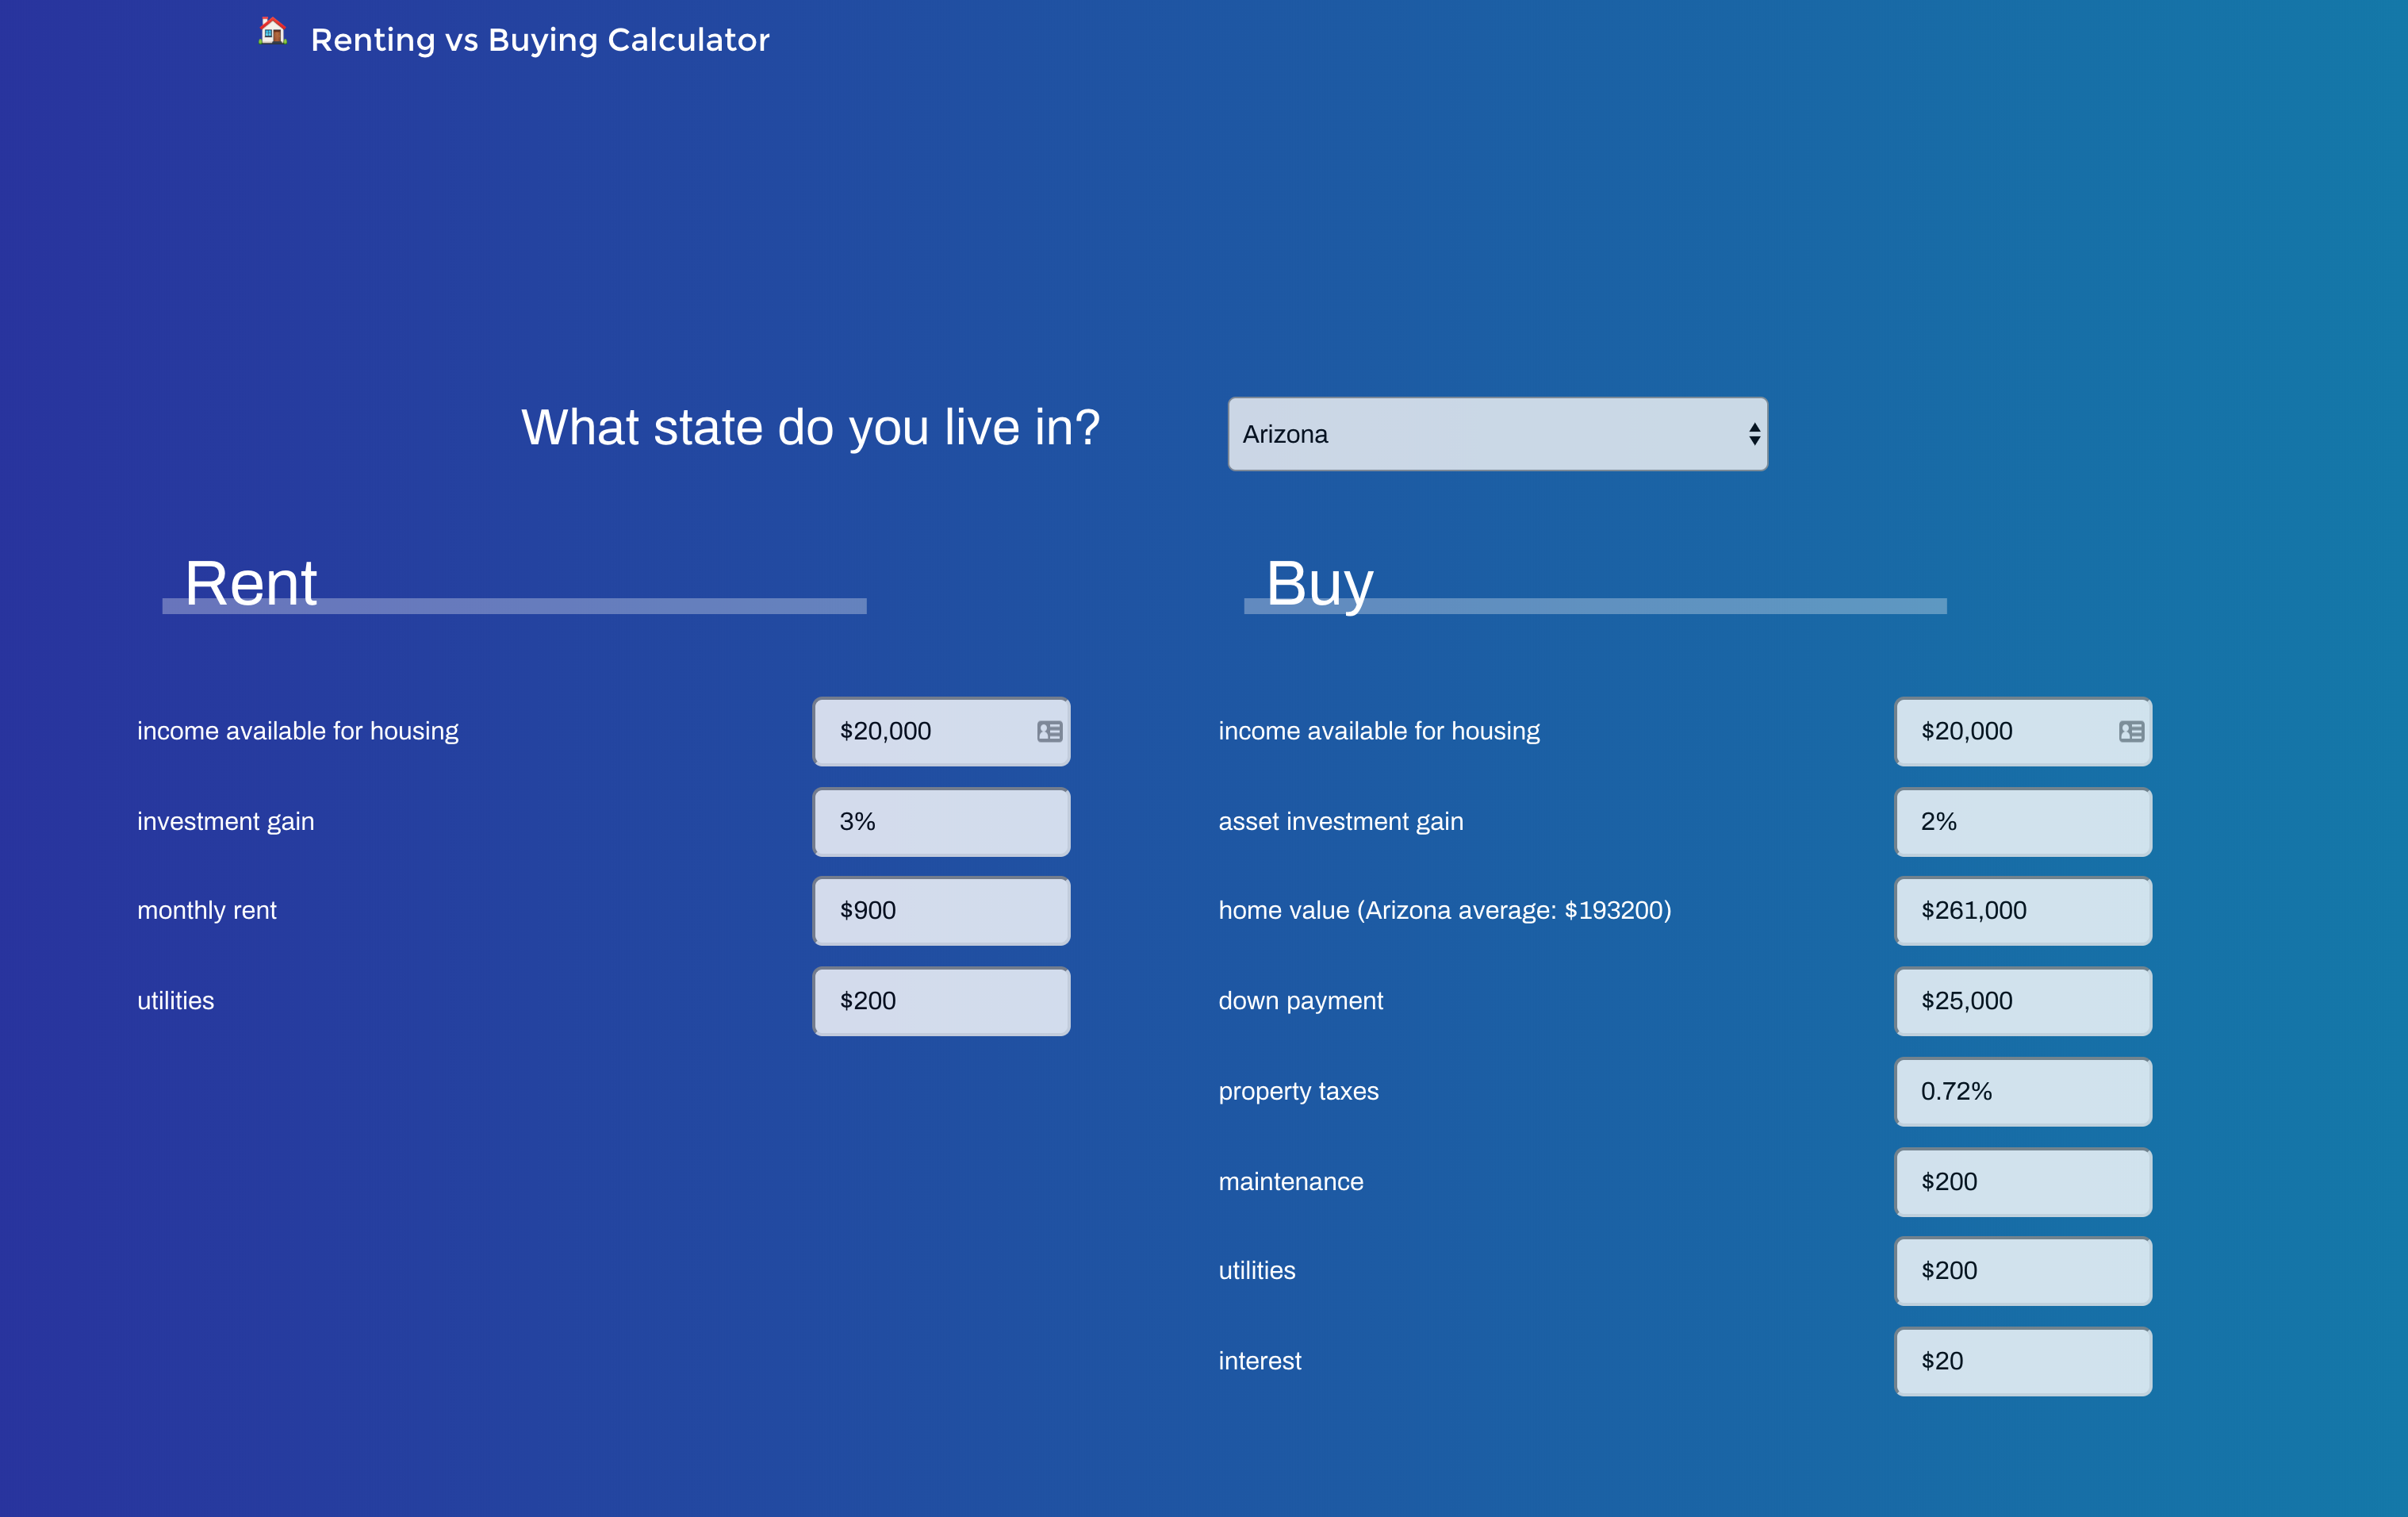 Renting vs Buying Calculator
What state do you live in?
Arizona
Rent
income available for housing
$20,000
investment gain
3%
monthly rent
$900
utilities
$200
Buy
income available for housing
$20,000
asset investment gain
2%
home value (Arizona average: $193200)
$261,000
down payment
$25,000
property taxes
0.72%
maintenance
$200
utilities
$200
interest
$20